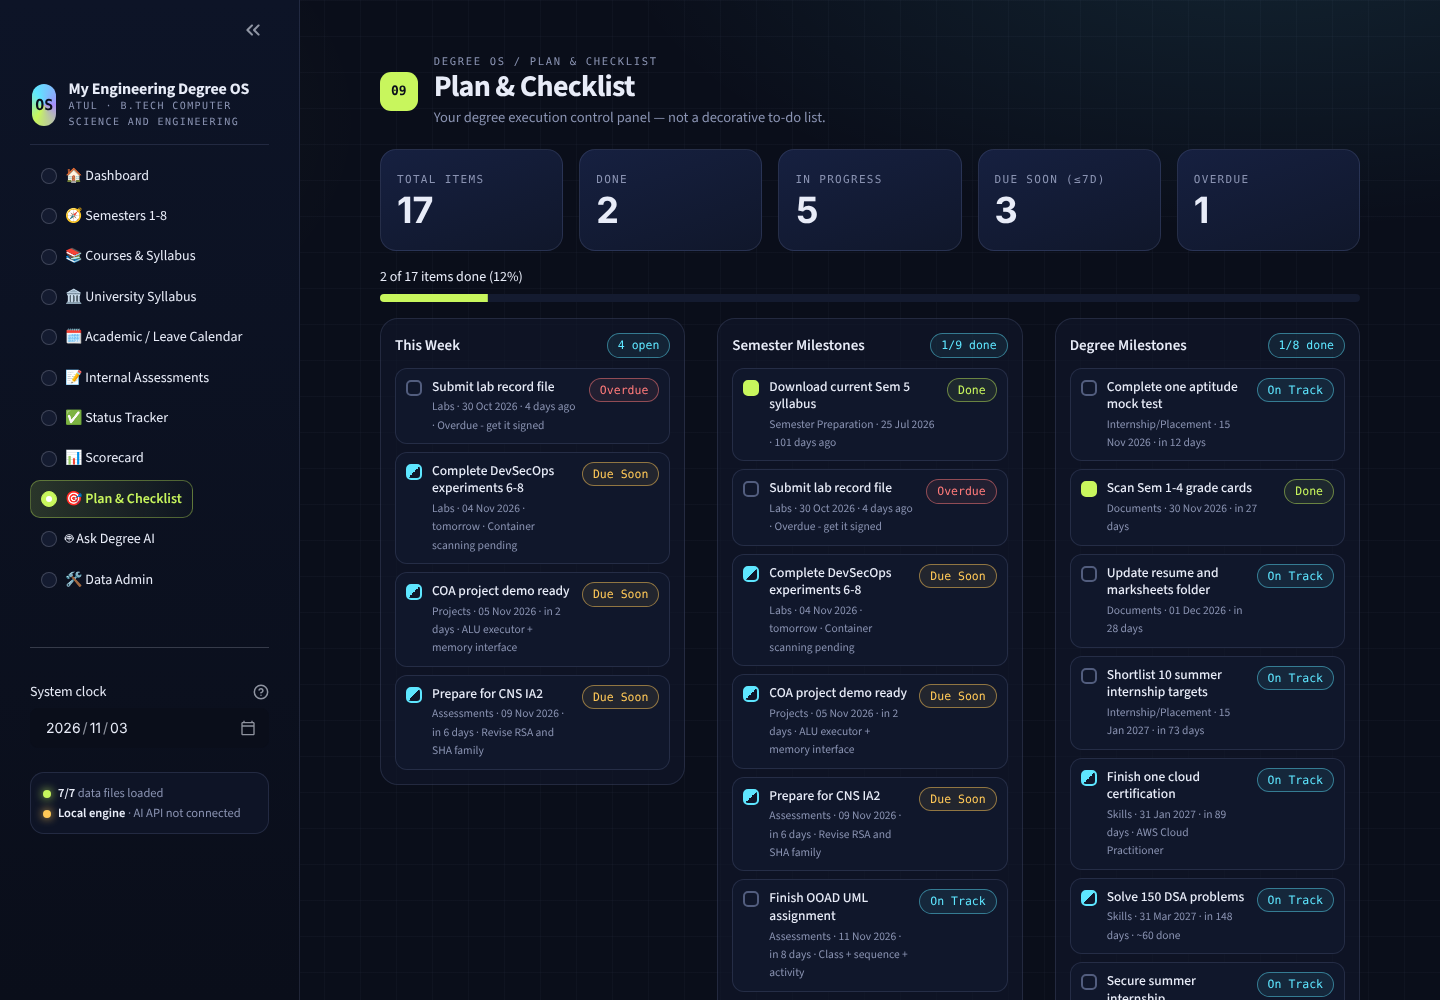 My Engineering Degree OS
OS
ATUL · B.TECH COMPUTER
SCIENCE AND ENGINEERING
🏠 Dashboard
🧭 Semesters 1-8
📚 Courses & Syllabus
🏛️ University Syllabus
🗓️ Academic / Leave Calendar
📝 Internal Assessments
✅ Status Tracker
📊 Scorecard
🎯 Plan & Checklist
Ask Degree AI
🛠️ Data Admin
System clock
2026/11/03
7/7 data files loaded
Local engine · AI API not connected
DEGREE OS / PLAN & CHECKLIST
09
Plan & Checklist
Your degree execution control panel — not a decorative to-do list.
TOTAL ITEMS
17
DONE
2
IN PROGRESS
5
DUE SOON (≤7D)
3
OVERDUE
1
2 of 17 items done (12%)
This Week
4 open
Submit lab record file
Overdue
Labs · 30 Oct 2026 · 4 days ago
· Overdue - get it signed
Complete DevSecOps
experiments 6-8
Due Soon
Labs · 04 Nov 2026 ·
tomorrow · Container
scanning pending
COA project demo ready
Due Soon
Projects · 05 Nov 2026 · in 2
days · ALU executor +
memory interface
Prepare for CNS IA2
Due Soon
Assessments · 09 Nov 2026 ·
in 6 days · Revise RSA and
SHA family
Semester Milestones
1/9 done
Download current Sem 5
syllabus
Done
Semester Preparation · 25 Jul 2026
· 101 days ago
Submit lab record file
Overdue
Labs · 30 Oct 2026 · 4 days ago
· Overdue - get it signed
Complete DevSecOps
experiments 6-8
Due Soon
Labs · 04 Nov 2026 ·
tomorrow · Container
scanning pending
COA project demo ready
Due Soon
Projects · 05 Nov 2026 · in 2
days · ALU executor +
memory interface
Prepare for CNS IA2
Due Soon
Assessments · 09 Nov 2026 ·
in 6 days · Revise RSA and
SHA family
Finish OOAD UML
assignment
On Track
Assessments · 11 Nov 2026 ·
in 8 days · Class + sequence +
activity
Degree Milestones
1/8 done
Complete one aptitude
mock test
On Track
Internship/Placement · 15
Nov 2026 · in 12 days
Scan Sem 1-4 grade cards
Done
Documents · 30 Nov 2026 · in 27
days
Update resume and
marksheets folder
On Track
Documents · 01 Dec 2026 · in
28 days
Shortlist 10 summer
internship targets
On Track
Internship/Placement · 15
Jan 2027 · in 73 days
Finish one cloud
certification
On Track
Skills · 31 Jan 2027 · in 89
days · AWS Cloud
Practitioner
Solve 150 DSA problems
On Track
Skills · 31 Mar 2027 · in 148
days · ~60 done
Secure summer
internship
On Track